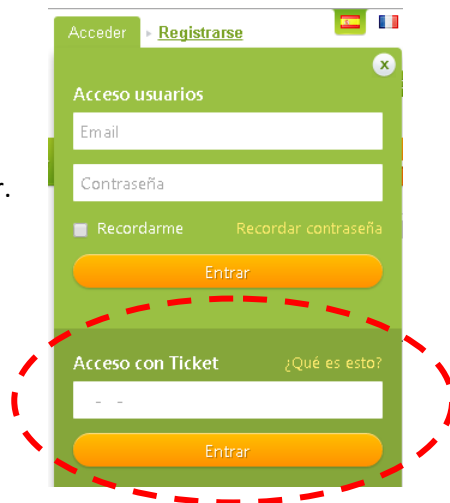 Acceder Registrarse
x
Acceso usuarios
Email
Contraseña
r.
Recordarme Recordar contraseña
Entrar
Acceso con Ticket ¿Qué es esto?
- -
Entrar